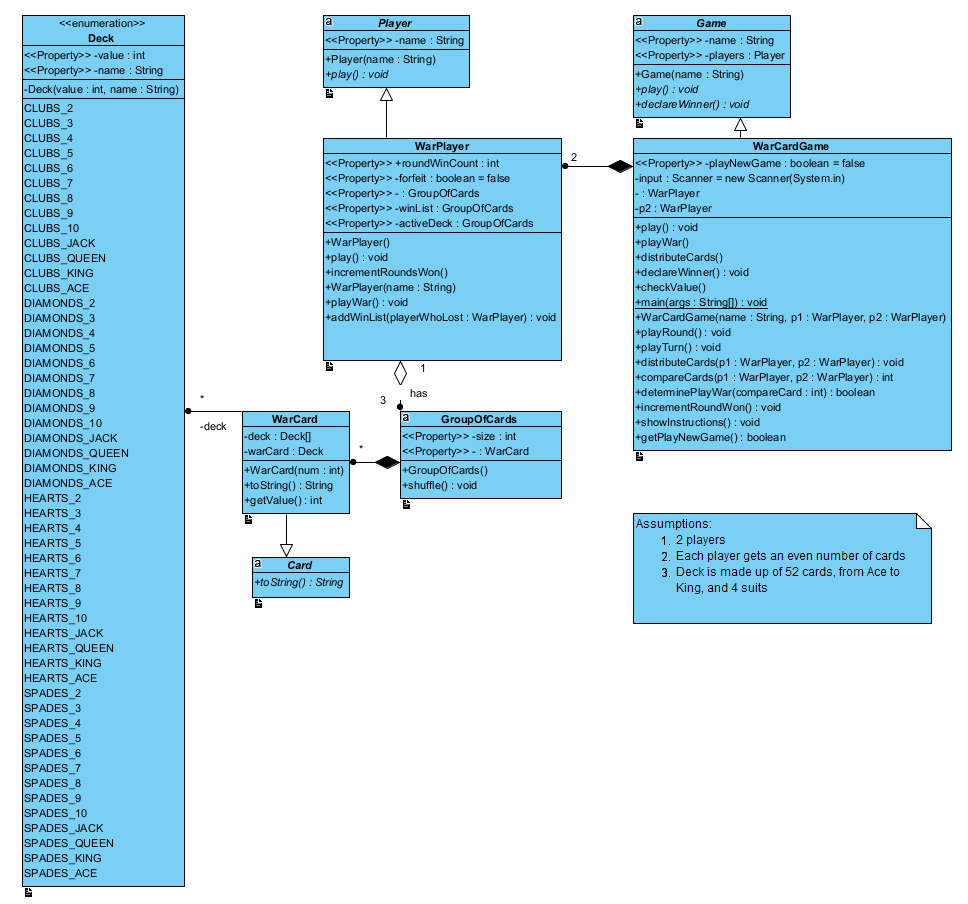 <<enumeration>>
Deck
<<Property>> -value : int
<<Property>> -name : String
-Deck(value : int, name : String)
CLUBS_2
CLUBS_3
CLUBS_4
CLUBS_5
CLUBS_6
CLUBS_7
CLUBS_8
CLUBS_9
CLUBS_10
CLUBS_JACK
CLUBS_QUEEN
CLUBS_KING
CLUBS_ACE
DIAMONDS_2
DIAMONDS_3
DIAMONDS_4
DIAMONDS_5
DIAMONDS_6
DIAMONDS_7
DIAMONDS_8
DIAMONDS_9
DIAMONDS_10
DIAMONDS_JACK
DIAMONDS_QUEEN
DIAMONDS_KING
DIAMONDS_ACE
HEARTS_2
HEARTS_3
HEARTS_4
HEARTS_5
HEARTS_6
HEARTS_7
HEARTS_8
HEARTS_9
HEARTS_10
HEARTS_JACK
HEARTS_QUEEN
HEARTS_KING
HEARTS_ACE
SPADES_2
SPADES_3
SPADES_4
SPADES_5
SPADES_6
SPADES_7
SPADES_8
SPADES_9
SPADES_10
SPADES_JACK
SPADES_QUEEN
SPADES_KING
SPADES_ACE
a
Player
<<Property>> -name : String
+Player(name : String)
+play() : void
a
Game
<<Property>> -name : String
<<Property>> -players : Player
+Game(name : String)
+play() : void
+declareWinner() : void
WarPlayer
<<Property>> +roundWinCount : int
<<Property>> -forfeit : boolean = false
<<Property>> - : GroupOfCards
<<Property>> -winList : GroupOfCards
<<Property>> -activeDeck : GroupOfCards
+WarPlayer()
+play() : void
+incrementRoundsWon()
+WarPlayer(name : String)
+playWar() : void
+addWinList(playerWhoLost : WarPlayer) : void
2
WarCardGame
<<Property>> -playNewGame : boolean = false
-input : Scanner = new Scanner(System.in)
- : WarPlayer
-p2 : WarPlayer
+play() : void
+playWar()
+distributeCards()
+declareWinner() : void
+checkValue()
+main(args : String[]) : void
+WarCardGame(name : String, p1 : WarPlayer, p2 : WarPlayer)
+playRound() : void
+playTurn() : void
+distributeCards(p1 : WarPlayer, p2 : WarPlayer) : void
+compareCards(p1 : WarPlayer, p2 : WarPlayer) : int
+determinePlayWar(compareCard : int) : boolean
+incrementRoundWon() : void
+showInstructions() : void
+getPlayNewGame() : boolean
1
has
3
*
-deck
WarCard
-deck : Deck[]
-warCard : Deck
+WarCard(num : int)
+toString() : String
+getValue() : int
*
a
GroupOfCards
<<Property>> -size : int
<<Property>> - : WarCard
+GroupOfCards()
+shuffle() : void
a
Card
+toString() : String
Assumptions:
1. 2 players
2. Each player gets an even number of cards
3. Deck is made up of 52 cards, from Ace to
King, and 4 suits